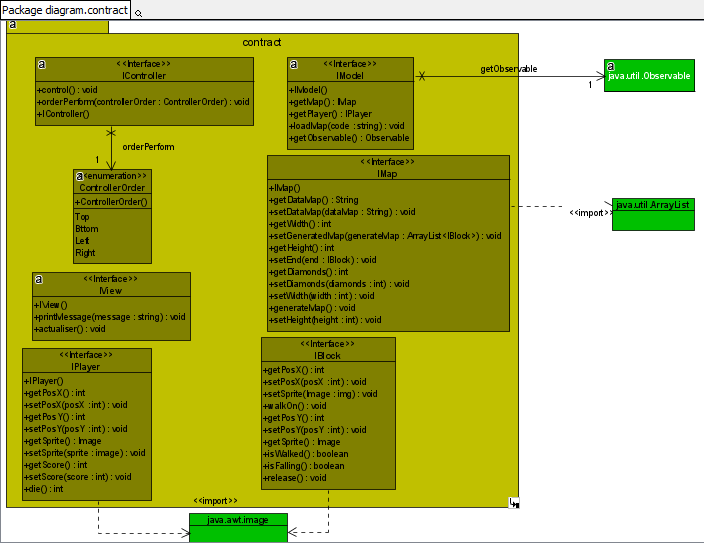 Package diagram.contract
a
contract
a
<<Interface>>
IController
+control() : void
+orderPerform(controllerOrder : ControllerOrder) : void
+IController()
a
<<Interface>>
IModel
+IModel()
+getMap() : IMap
+getPlayer() : IPlayer
+loadMap(code : string) : void
+getObservable() : Observable
getObservable
1
a
java.util.Observable
orderPerform
1
a
<enumeration>>
ControllerOrder
+ControllerOrder()
Top
Bttom
Left
Right
<<Interface>>
IMap
+IMap()
+getDataMap() : String
+setDataMap(dataMap : String) : void
+getWidth() : int
+setGeneratedMap(generateMap : ArrayList<IBlock>) : void
+getHeight() : int
+setEnd(end : IBlock) : void
+getDiamonds() : int
+setDiamonds(diamonds : int) : void
+setWidth(width : int) : void
+generateMap() : void
+setHeight(height : int) : void
<<import>>
java.util.ArrayList
a
<<Interface>>
IView
+IView()
+printMessage(message : string) : void
+actualiser() : void
<<Interface>>
IPlayer
+IPlayer()
+getPosX() : int
+setPosX(posX : int) : void
+getPosY() : int
+setPosY(posY : int) : void
+getSprite() : Image
+setSprite(sprite : image) : void
+getScore() : int
+setScore(score : int) : void
+die() : int
<<Interface>>
IBlock
+getPosX() : int
+setPosX(posX : int) : void
+setSprite(Image : img) : void
+walkOn() : void
+getPosY() : int
+setPosY(posY : int) : void
+getSprite() : Image
+isWalked() : boolean
+isFalling() : boolean
+release() : void
<<import>>
java.awt.image